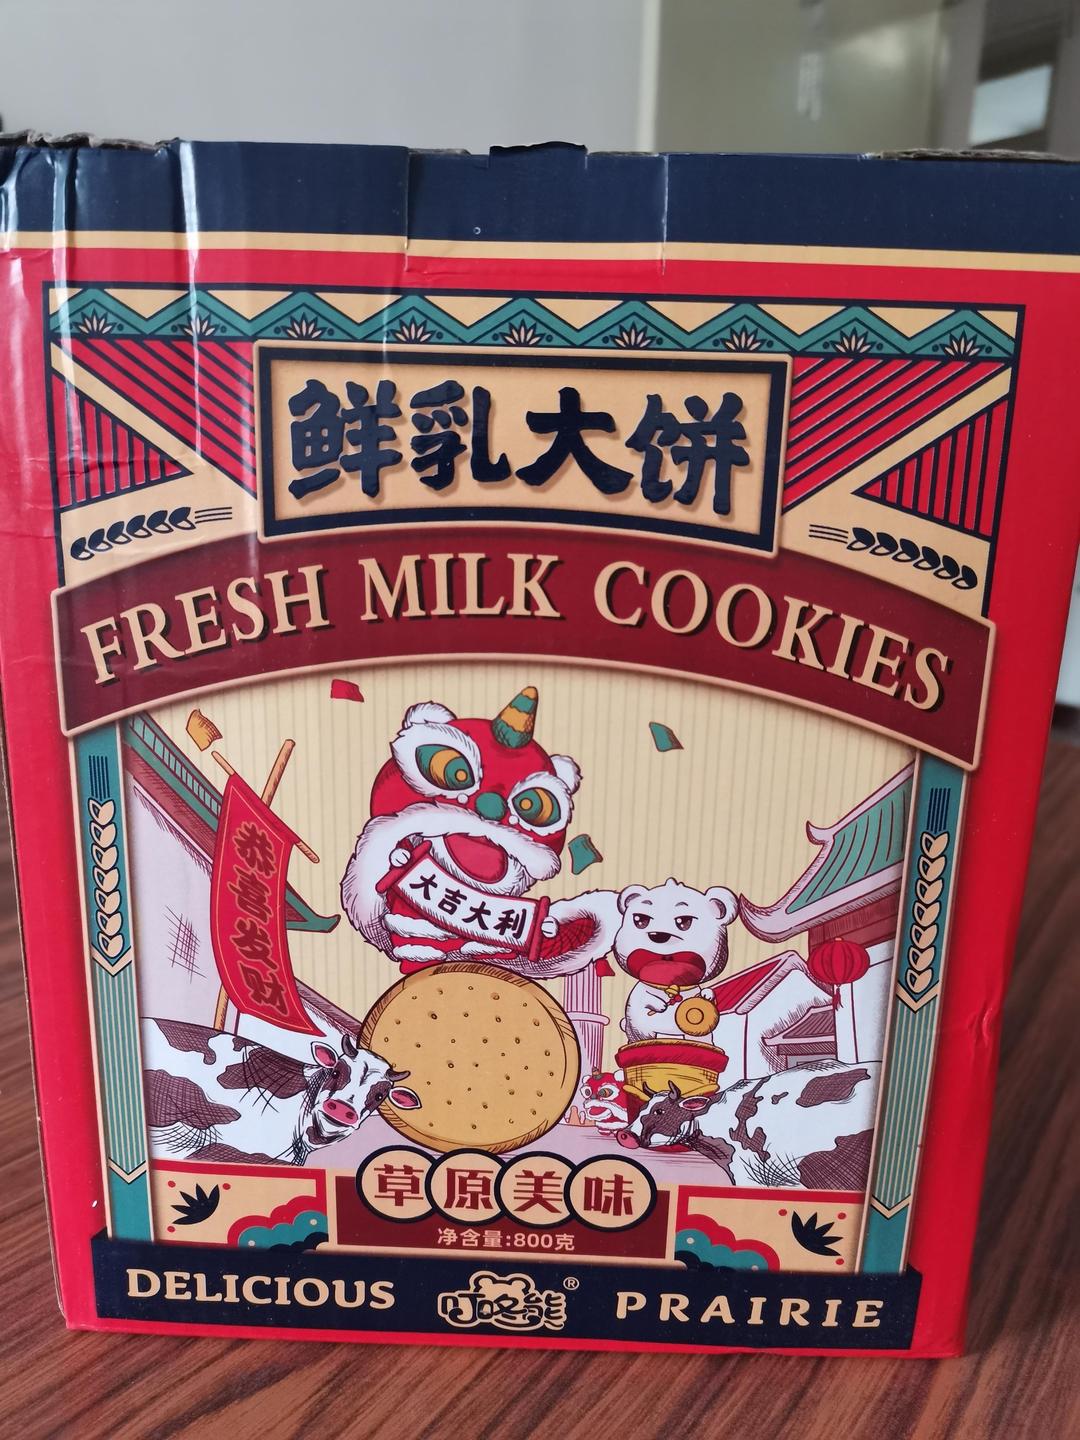 鲜乳大饼
FRESH MILK COOKIES
恭喜发财
大吉大利
草原美味
净含量:800克
DELICIOUS
叮咚熊®
PRAIRIE